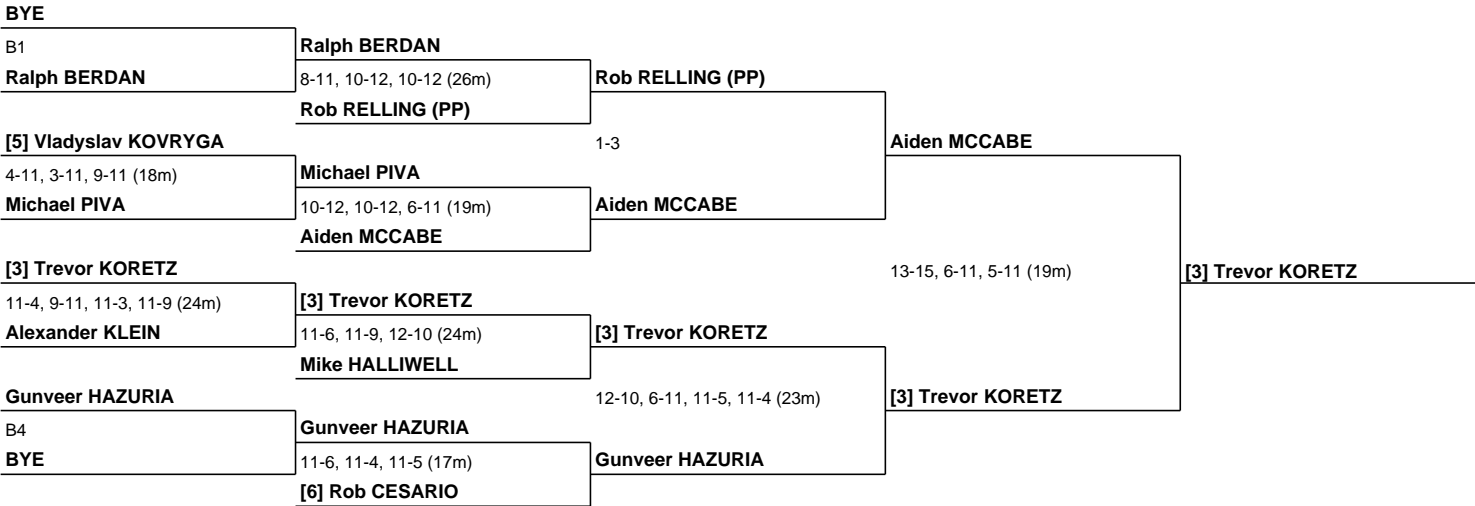 BYE
B1
Ralph BERDAN
Ralph BERDAN
8-11, 10-12, 10-12 (26m)
Rob RELLING (PP)
Rob RELLING (PP)
[5] Vladyslav KOVRYGA
1-3
Aiden MCCABE
4-11, 3-11, 9-11 (18m)
Michael PIVA
Michael PIVA
10-12, 10-12, 6-11 (19m)
Aiden MCCABE
Aiden MCCABE
[3] Trevor KORETZ
13-15, 6-11, 5-11 (19m)
[3] Trevor KORETZ
11-4, 9-11, 11-3, 11-9 (24m)
[3] Trevor KORETZ
Alexander KLEIN
11-6, 11-9, 12-10 (24m)
[3] Trevor KORETZ
Mike HALLIWELL
Gunveer HAZURIA
12-10, 6-11, 11-5, 11-4 (23m)
[3] Trevor KORETZ
B4
Gunveer HAZURIA
BYE
11-6, 11-4, 11-5 (17m)
Gunveer HAZURIA
[6] Rob CESARIO